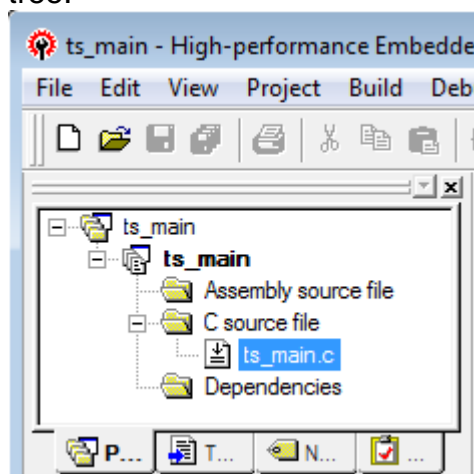 ts_main - High-performance Embedde
File Edit View Project Build Deb
ts_main
ts_main
Assembly source file
C source file
ts_main.c
Dependencies
P... T... N... ...